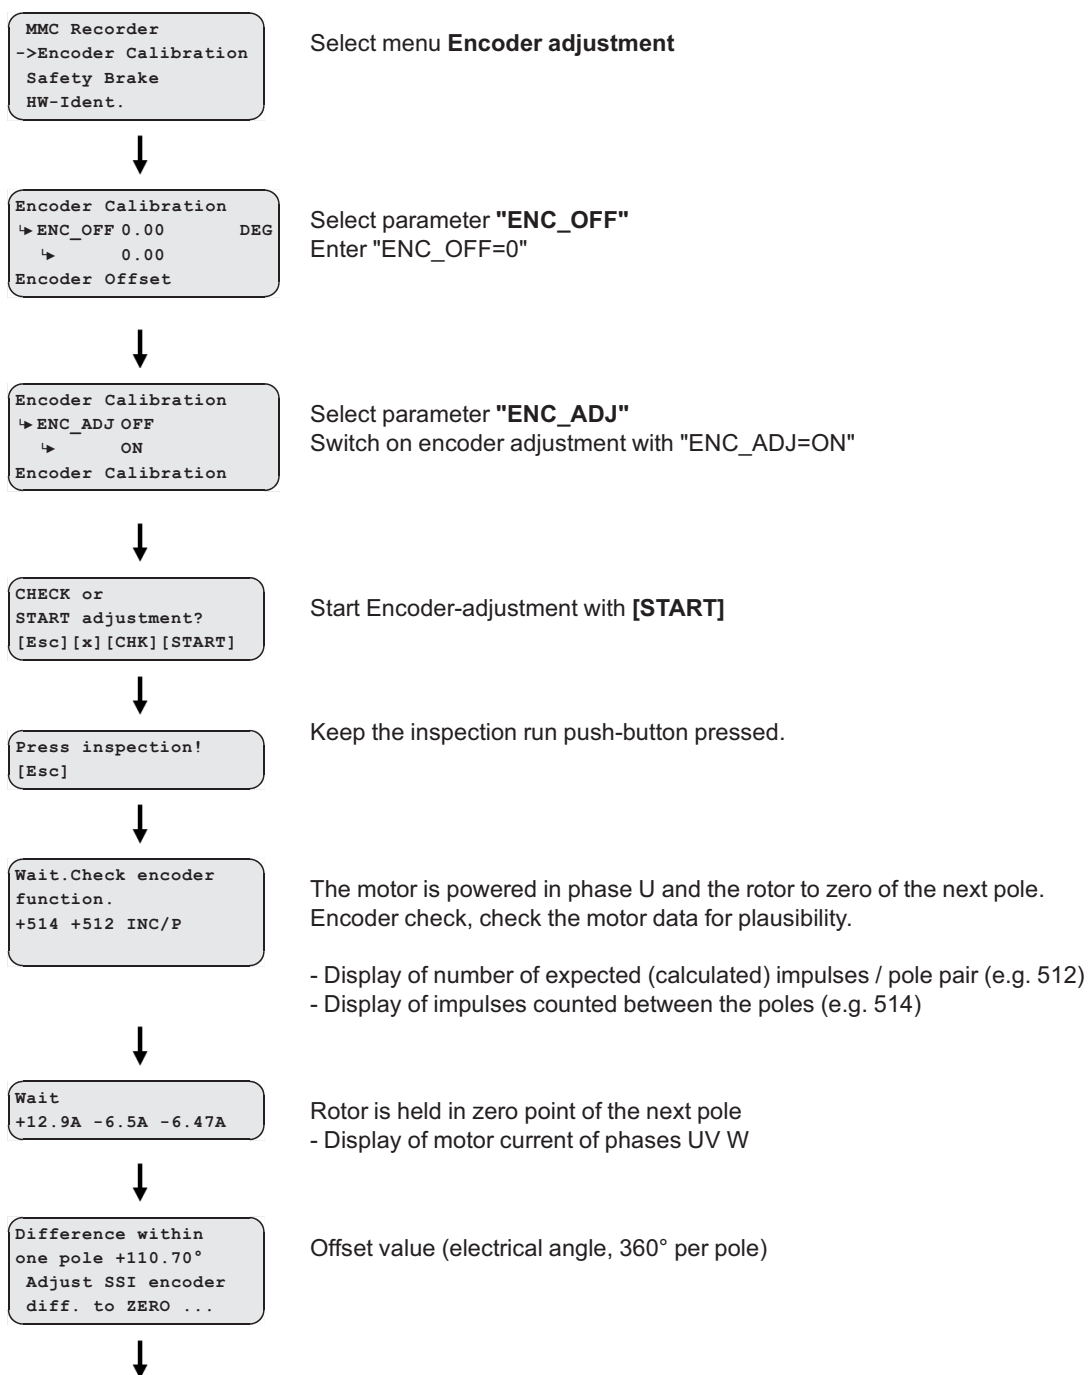 MMC Recorder
->Encoder Calibration
Safety Brake
HW-Ident.
Select menu Encoder adjustment
Encoder Calibration
↳ ENC_OFF 0.00 DEG
↳ 0.00
Encoder Offset
Select parameter "ENC_OFF"
Enter "ENC_OFF=0"
Encoder Calibration
↳ ENC_ADJ OFF
↳ ON
Encoder Calibration
Select parameter "ENC_ADJ"
Switch on encoder adjustment with "ENC_ADJ=ON"
CHECK or
START adjustment?
[Esc][x][CHK][START]
Start Encoder-adjustment with [START]
Press inspection!
[Esc]
Keep the inspection run push-button pressed.
Wait.Check encoder
function.
+514 +512 INC/P
The motor is powered in phase U and the rotor to zero of the next pole.
Encoder check, check the motor data for plausibility.
- Display of number of expected (calculated) impulses / pole pair (e.g. 512)
- Display of impulses counted between the poles (e.g. 514)
Wait
+12.9A -6.5A -6.47A
Rotor is held in zero point of the next pole
- Display of motor current of phases UV W
Difference within
one pole +110.70°
Adjust SSI encoder
diff. to ZERO ...
Offset value (electrical angle, 360° per pole)